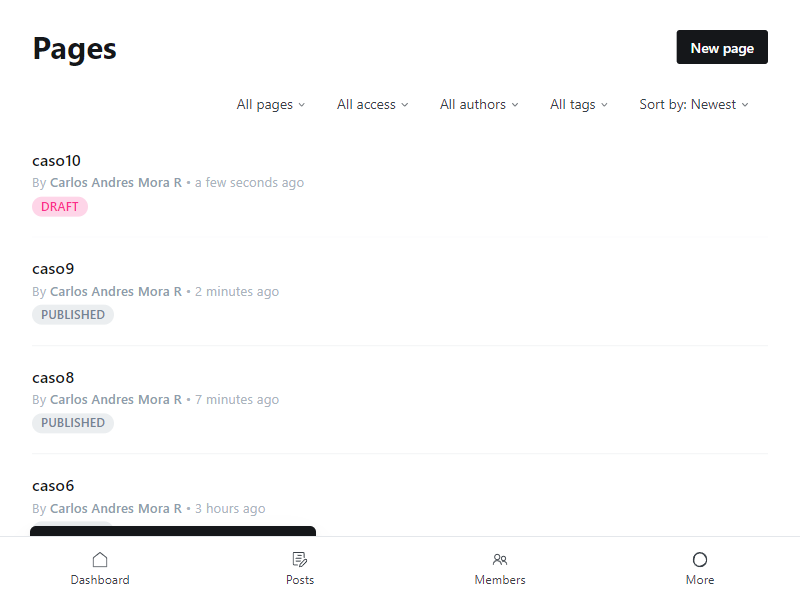 Pages
New page
All pages
All access
All authors
All tags
Sort by: Newest
caso10
By Carlos Andres Mora R • a few seconds ago
DRAFT
caso9
By Carlos Andres Mora R • 2 minutes ago
PUBLISHED
caso8
By Carlos Andres Mora R • 7 minutes ago
PUBLISHED
caso6
By Carlos Andres Mora R • 3 hours ago
Dashboard
Posts
Members
More